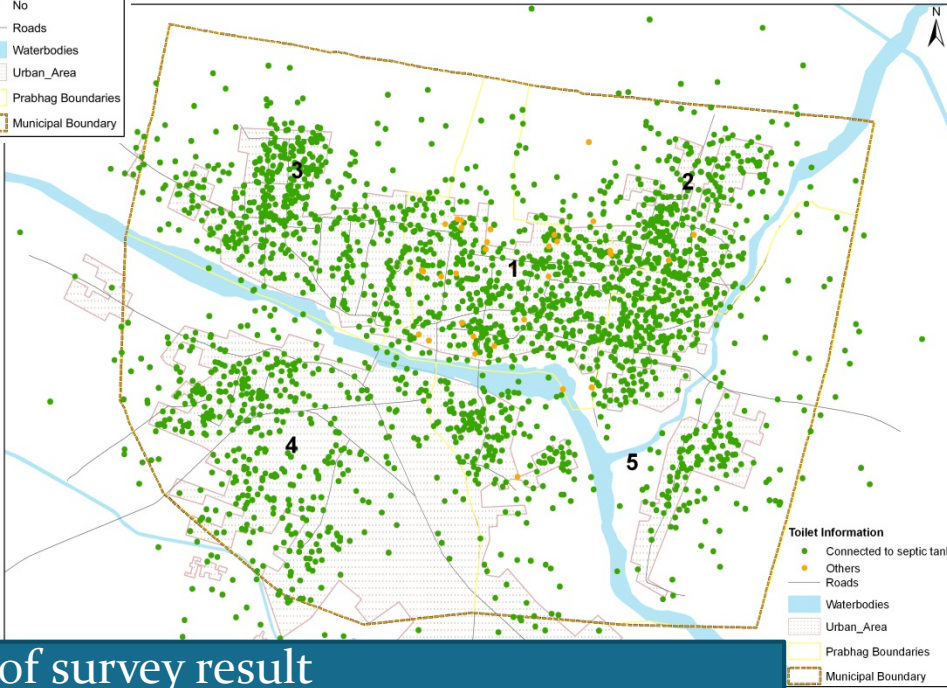 No
Roads
Waterbodies
Urban_Area
Prabhag Boundaries
Municipal Boundary
N
3
2
1
4
5
Toilet Information
Connected to septic tank
Others
Roads
Waterbodies
Urban_Area
Prabhag Boundaries
Municipal Boundary
of survey result